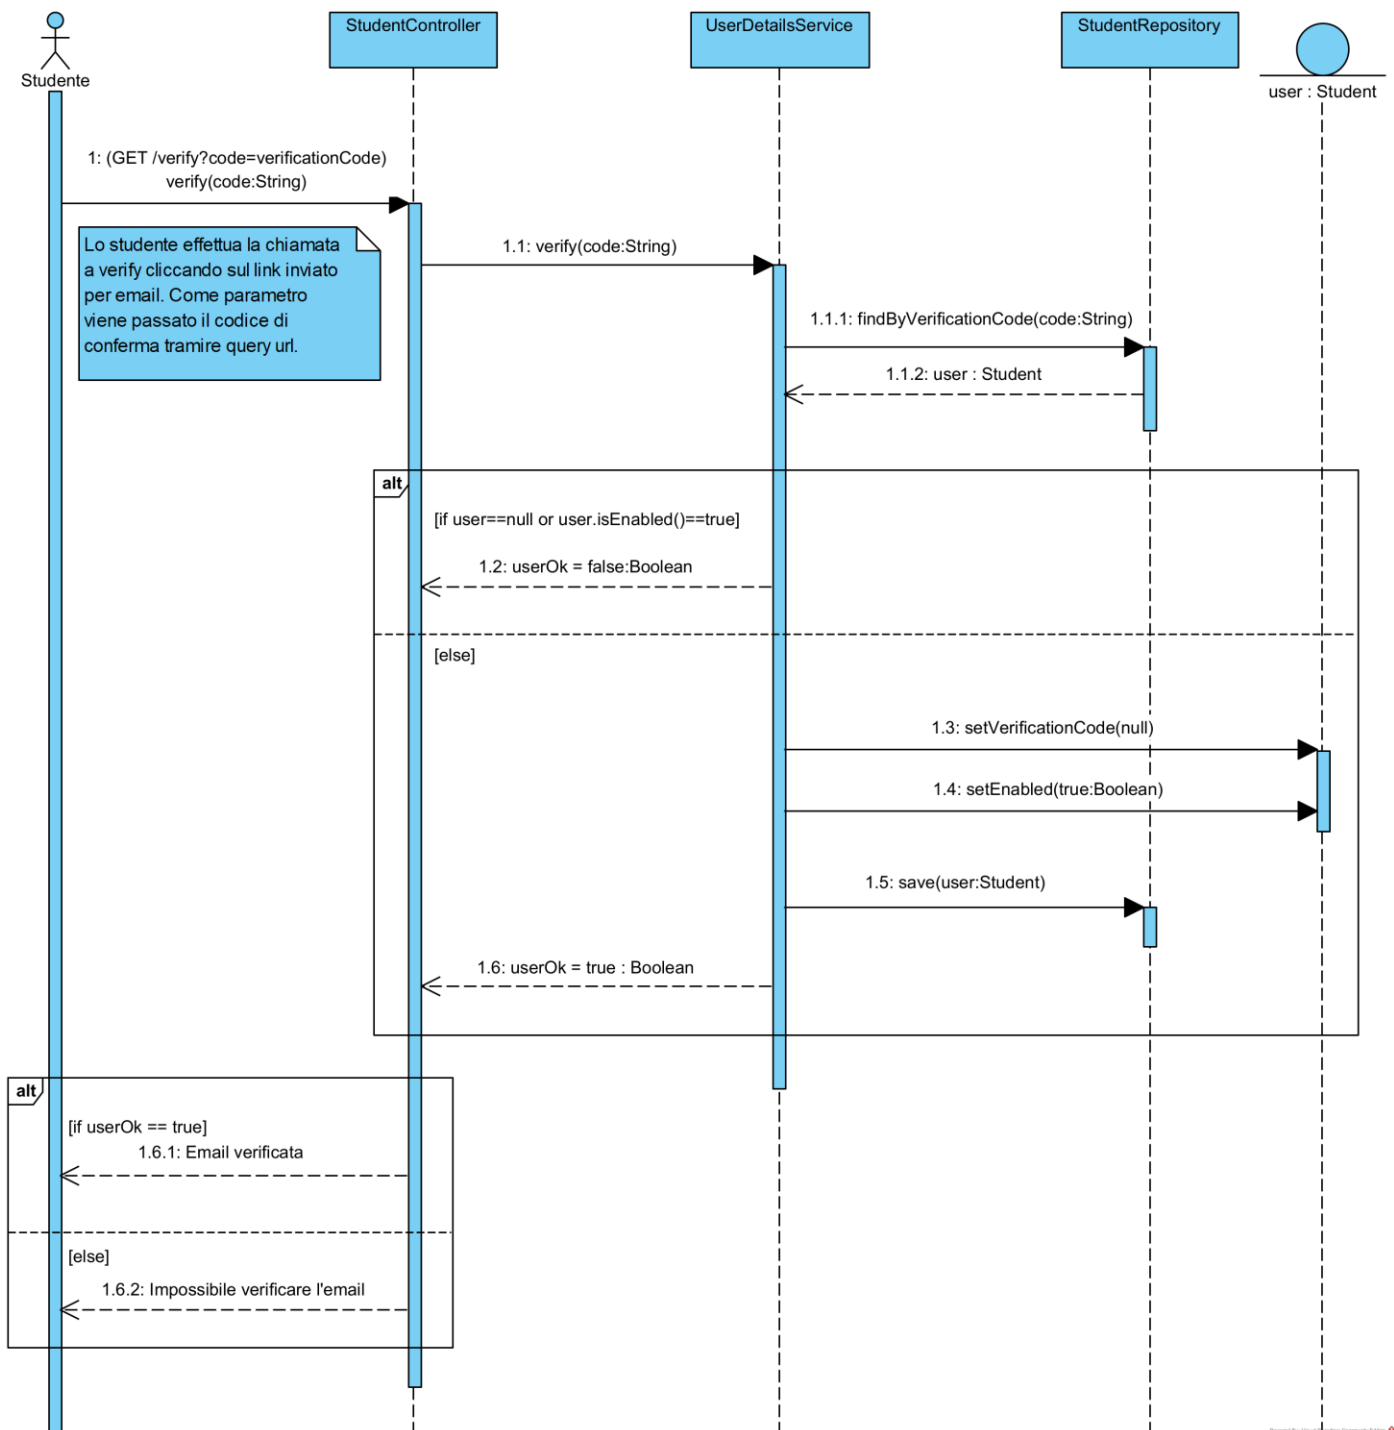 StudentController
UserDetailsService
StudentRepository
Studente
user : Student
1: (GET /verify?code=verificationCode)
verify(code:String)
Lo studente effettua la chiamata
a verify cliccando sul link inviato
per email. Come parametro
viene passato il codice di
conferma tramire query url.
1.1: verify(code:String)
1.1.1: findByVerificationCode(code:String)
1.1.2: user : Student
alt
[if user==null or user.isEnabled()==true]
1.2: userOk = false:Boolean
[else]
1.3: setVerificationCode(null)
1.4: setEnabled(true:Boolean)
1.5: save(user:Student)
1.6: userOk = true : Boolean
alt
[if userOk == true]
1.6.1: Email verificata
[else]
1.6.2: Impossibile verificare l'email